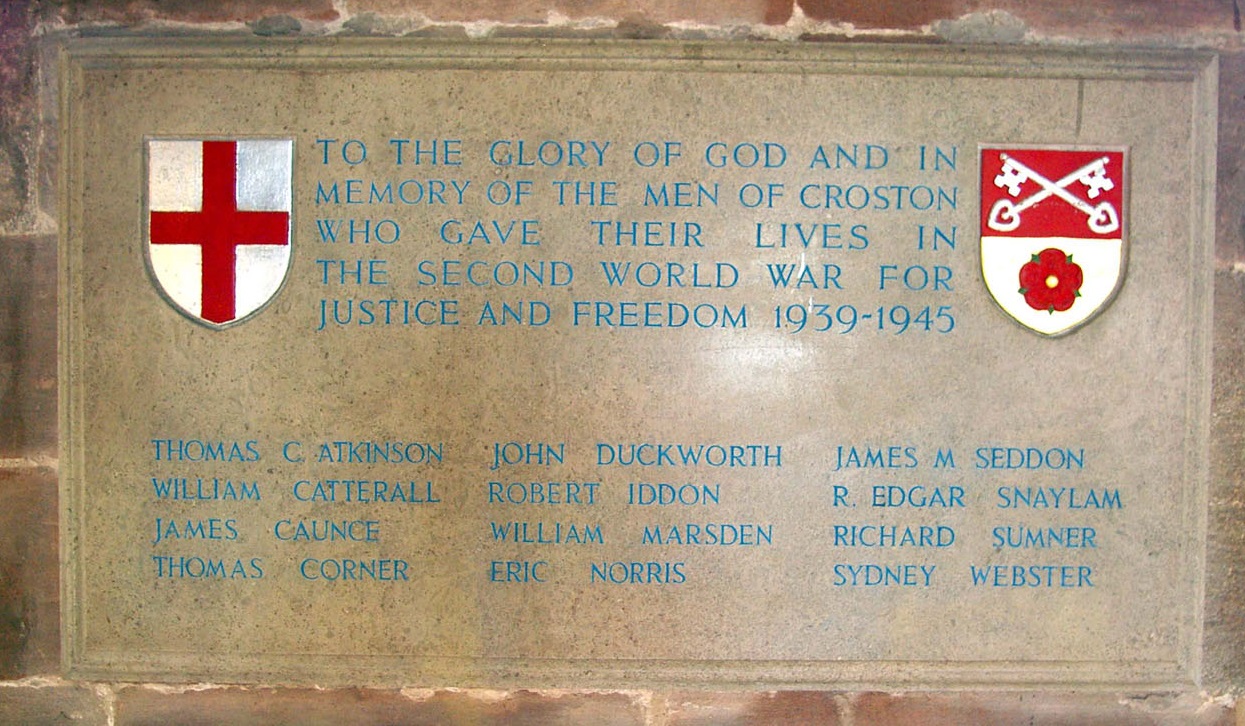 TO THE GLORY OF GOD AND IN
MEMORY OF THE MEN OF CROSTON
WHO GAVE THEIR LIVES IN
THE SECOND WORLD WAR FOR
JUSTICE AND FREEDOM 1939-1945
THOMAS C. ATKINSON
WILLIAM CATTERALL
JAMES CAUNCE
THOMAS CORNER
JOHN DUCKWORTH
ROBERT IDDON
WILLIAM MARSDEN
ERIC NORRIS
JAMES M SEDDON
R. EDGAR SNAYLAM
RICHARD SUMNER
SYDNEY WEBSTER